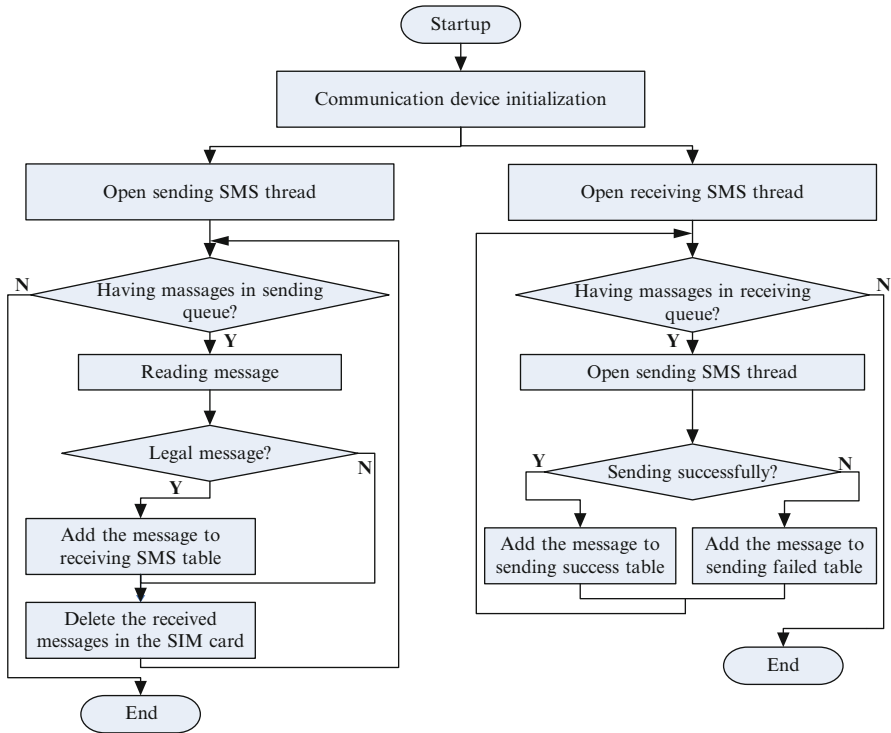 Startup
Communication device initialization
Open sending SMS thread
Open receiving SMS thread
N
Having massages in sending
queue?
Y
Reading message
Legal message?
N
Y
Add the message to
receiving SMS table
Delete the received
messages in the SIM card
End
Having massages in receiving
queue?
N
Y
Open sending SMS thread
Y
Sending successfully?
N
Add the message to
sending success table
Add the message to
sending failed table
End